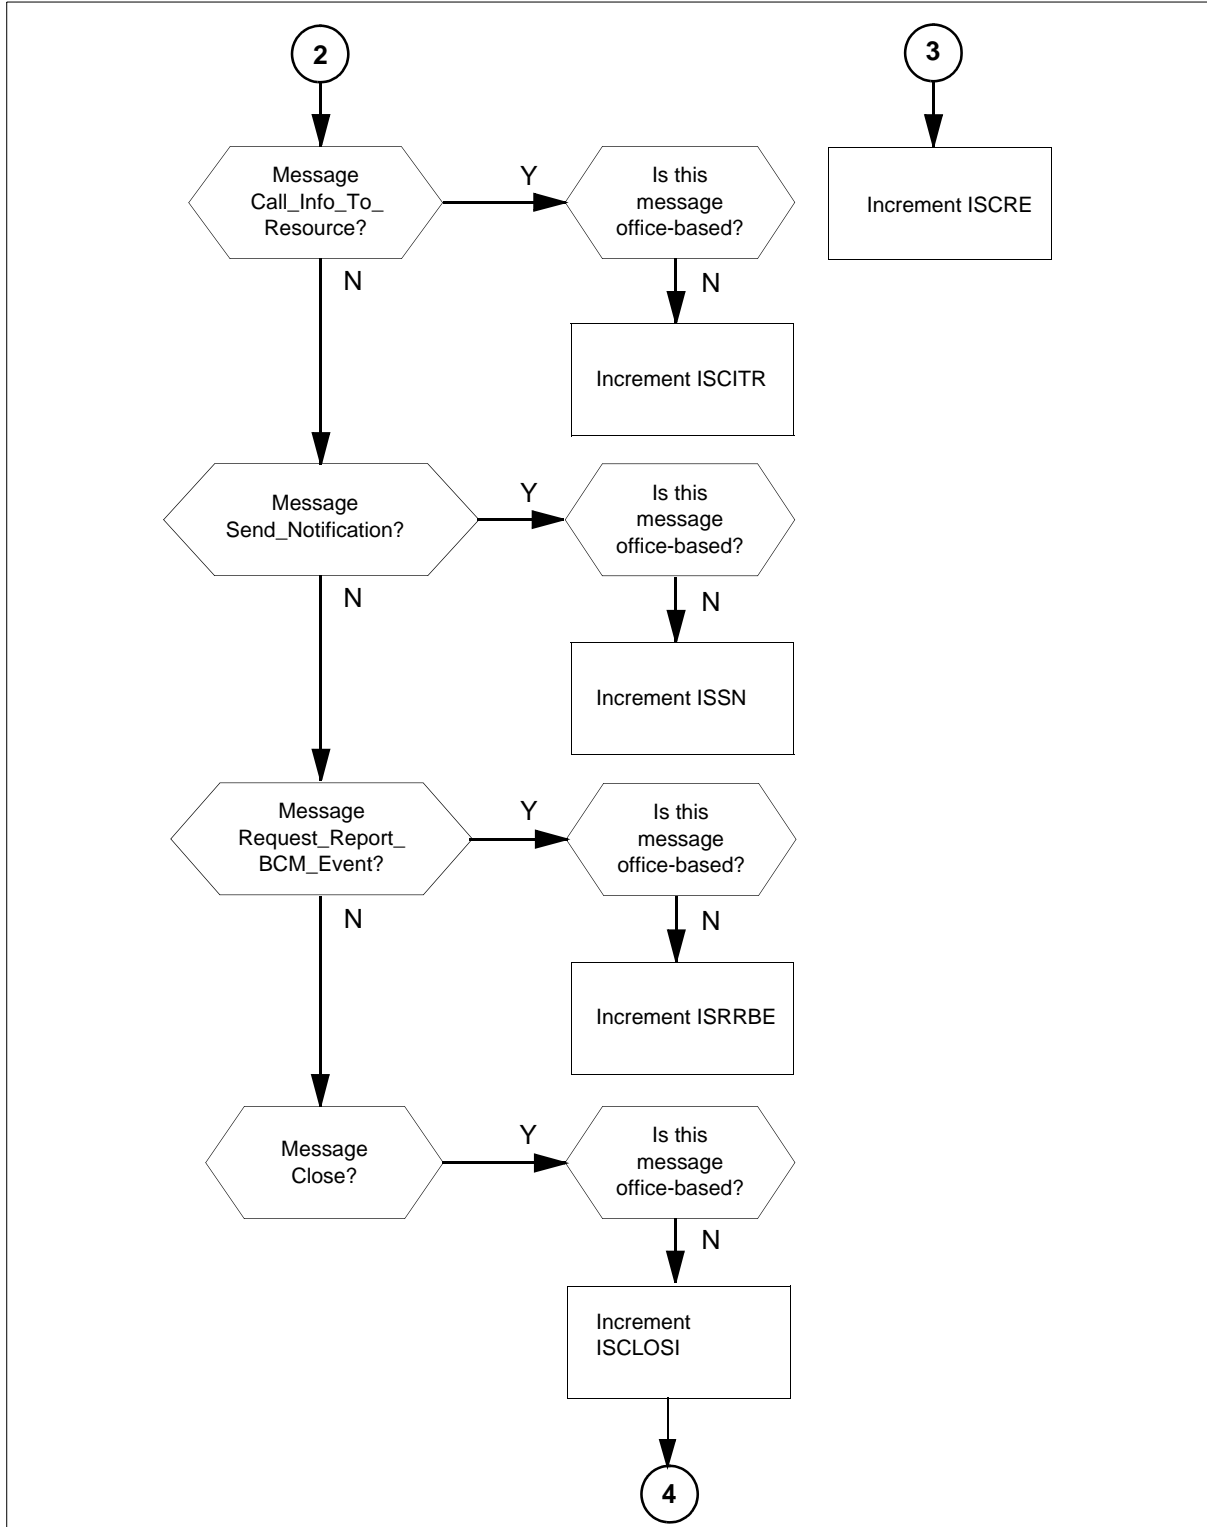 2
3
Message
Call_Info_To_
Resource?
Y
Is this
message
office-based?
Increment ISCRE
N
N
Increment ISCITR
Message
Send_Notification?
Y
Is this
message
office-based?
N
N
Increment ISSN
Message
Request_Report_
BCM_Event?
Y
Is this
message
office-based?
N
N
Increment ISRRBE
Message
Close?
Y
Is this
message
office-based?
N
Increment
ISCLOSI
4